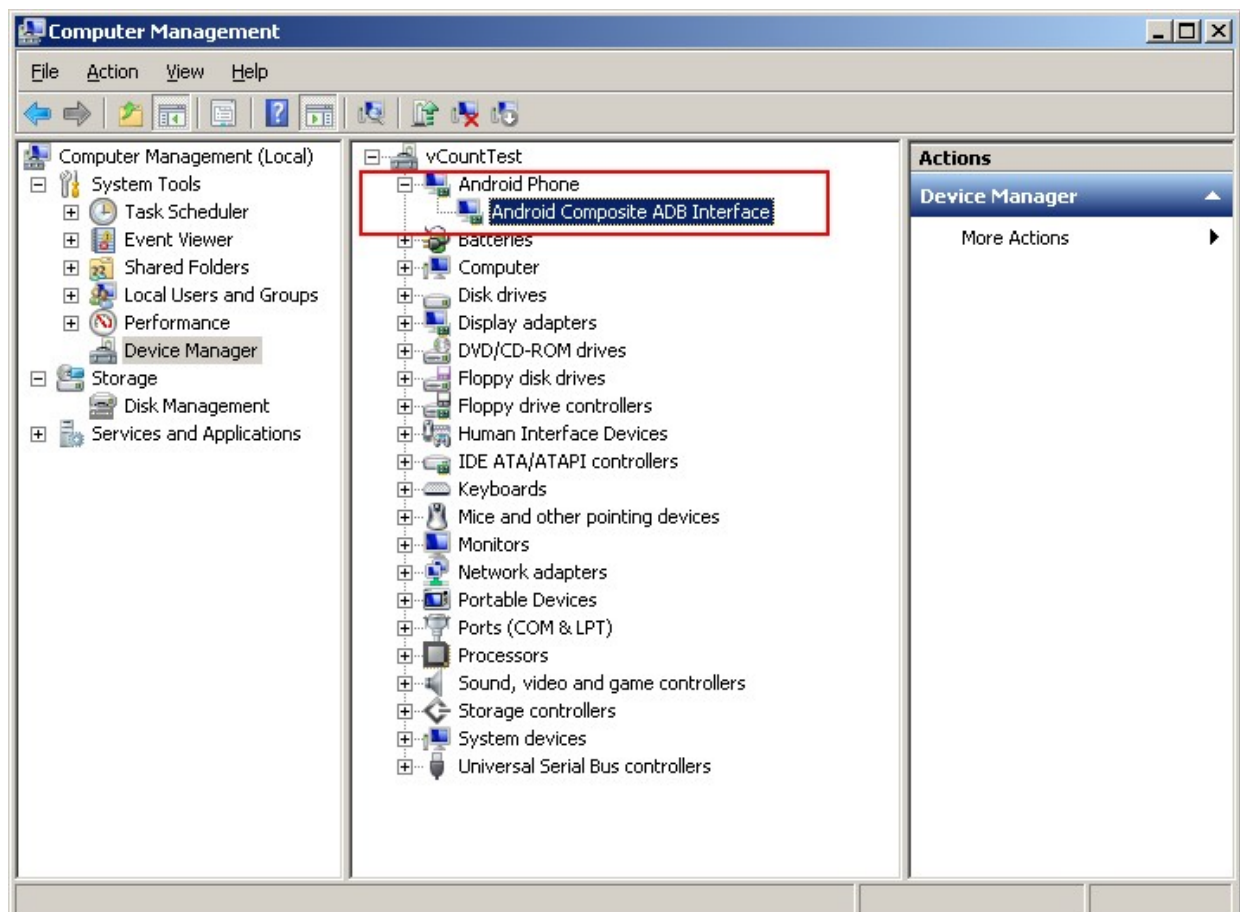 Computer Management
File Action View Help
Computer Management (Local)
System Tools
Task Scheduler
Event Viewer
Shared Folders
Local Users and Groups
Performance
Device Manager
Storage
Disk Management
Services and Applications
vCountTest
Android Phone
Android Composite ADB Interface
Batteries
Computer
Disk drives
Display adapters
DVD/CD-ROM drives
Floppy disk drives
Floppy drive controllers
Human Interface Devices
IDE ATA/ATAPI controllers
Keyboards
Mice and other pointing devices
Monitors
Network adapters
Portable Devices
Ports (COM & LPT)
Processors
Sound, video and game controllers
Storage controllers
System devices
Universal Serial Bus controllers
Actions
Device Manager
More Actions